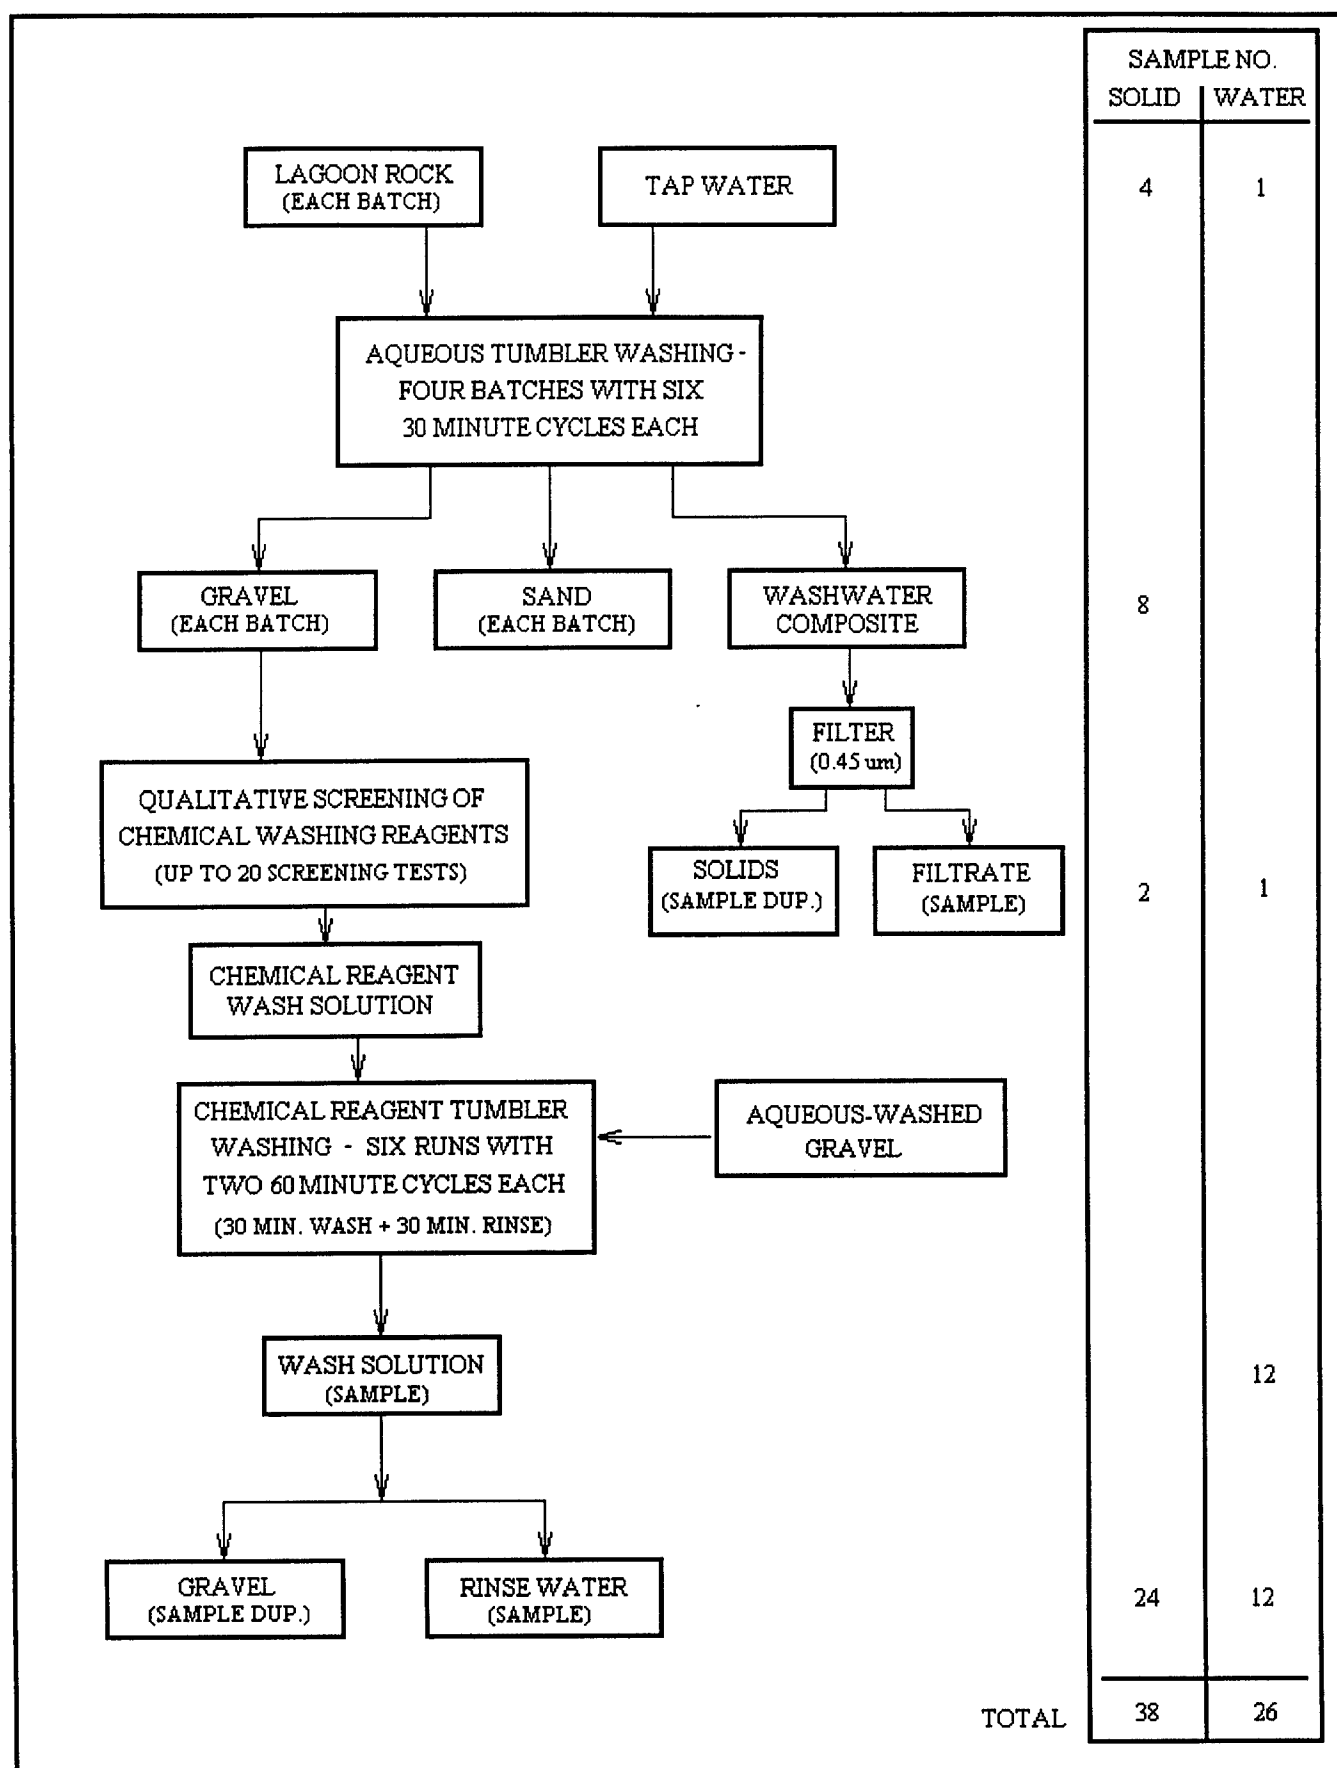 SAMPLE NO.
SOLID WATER
LAGOON ROCK
(EACH BATCH)
TAP WATER
4 1
AQUEOUS TUMBLER WASHING -
FOUR BATCHES WITH SIX
30 MINUTE CYCLES EACH
GRAVEL
(EACH BATCH)
SAND
(EACH BATCH)
WASHWATER
COMPOSITE
8
FILTER
(0.45 um)
QUALITATIVE SCREENING OF
CHEMICAL WASHING REAGENTS
(UP TO 20 SCREENING TESTS)
SOLIDS
(SAMPLE DUP.)
FILTRATE
(SAMPLE)
2 1
CHEMICAL REAGENT
WASH SOLUTION
CHEMICAL REAGENT TUMBLER
WASHING - SIX RUNS WITH
TWO 60 MINUTE CYCLES EACH
(30 MIN. WASH + 30 MIN. RINSE)
AQUEOUS-WASHED
GRAVEL
WASH SOLUTION
(SAMPLE)
12
GRAVEL
(SAMPLE DUP.)
RINSE WATER
(SAMPLE)
24 12
TOTAL 38 26